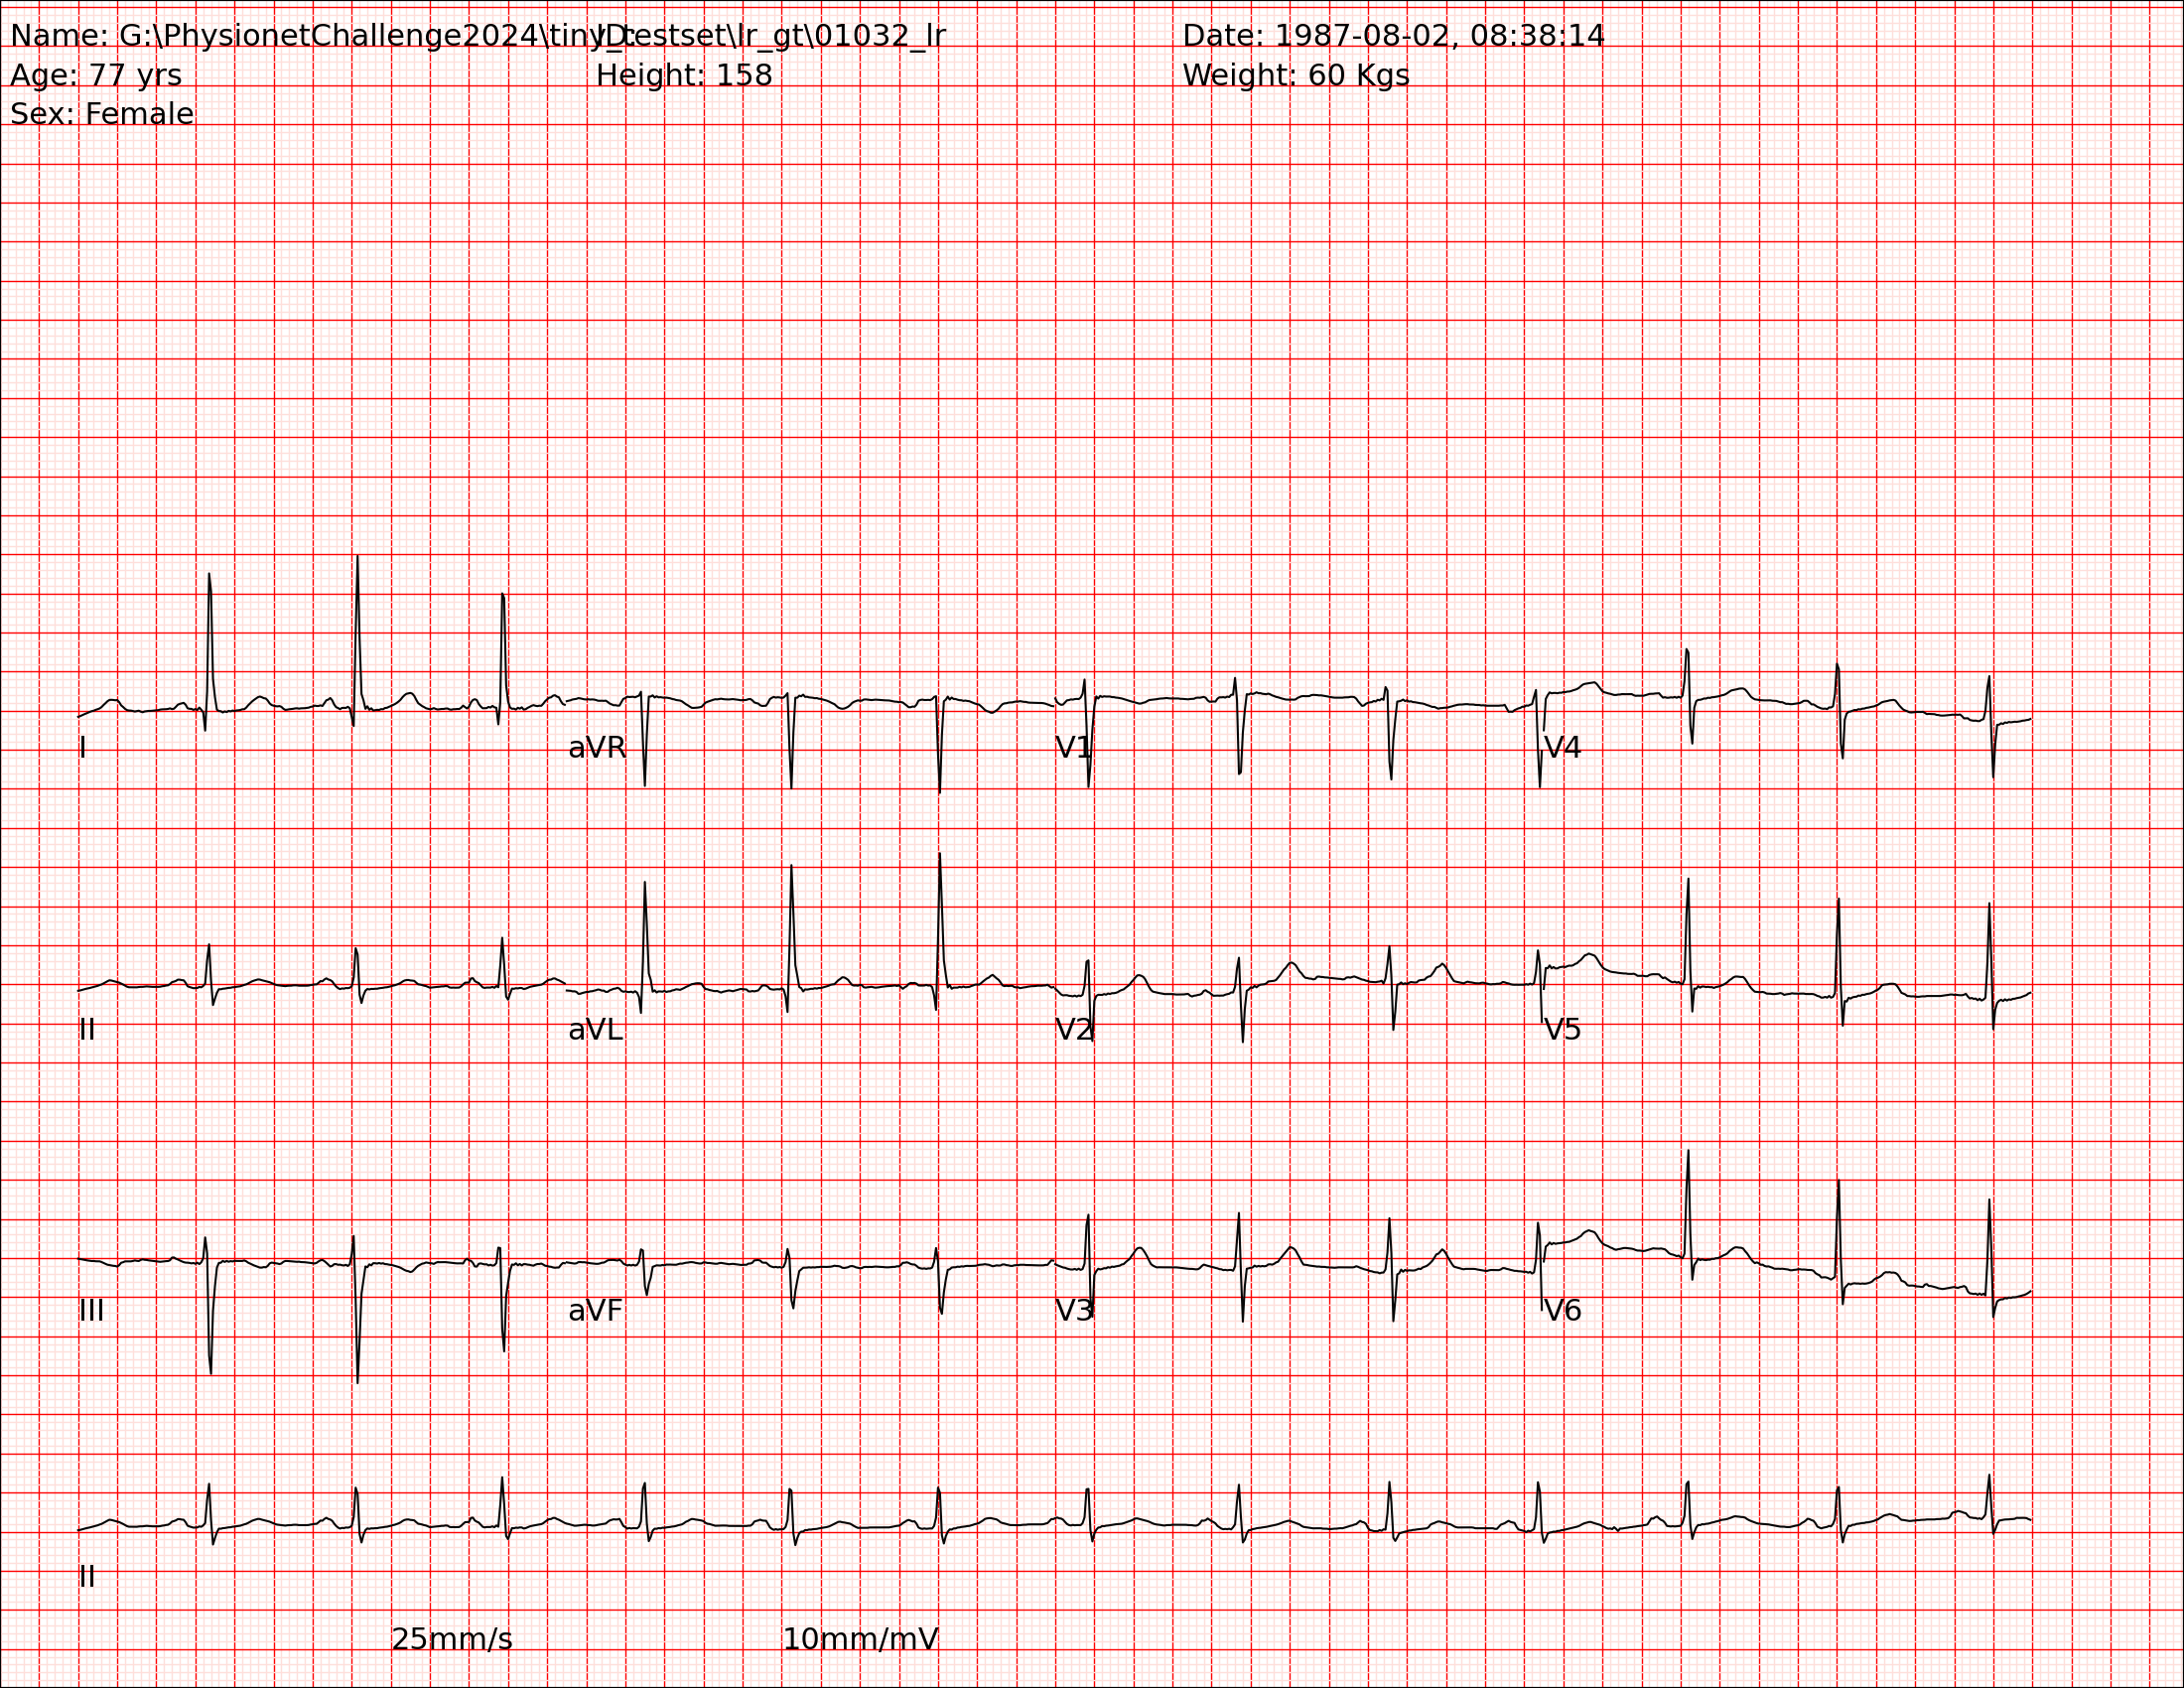 Name: G:\PhysionetChallenge2024\tiny_testset\lr_gt\01032_lr ID: Date: 1987-08-02, 08:38:14
Age: 77 yrs Height: 158 Weight: 60 Kgs
Sex: Female
I aVR V1 V4
II aVL V2 V5
III aVF V3 V6
II
25mm/s 10mm/mV